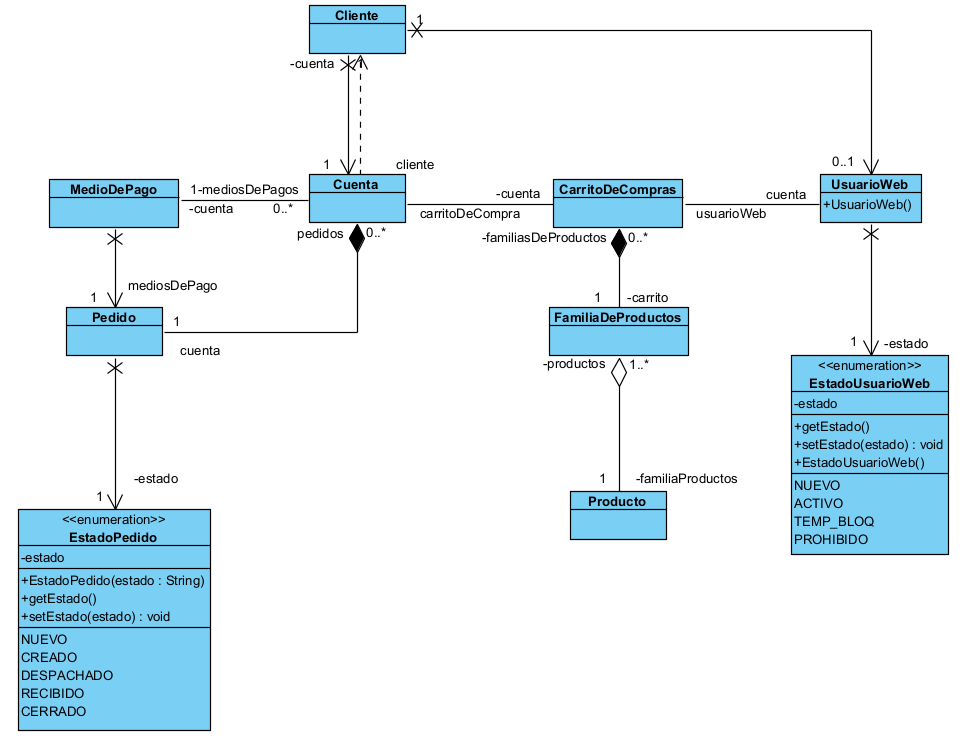 Cliente
1
-cuenta
1
cliente
0..1
MedioDePago
1-mediosDePagos
-cuenta
0..*
Cuenta
-cuenta
carritoDeCompra
CarritoDeCompras
cuenta
usuarioWeb
UsuarioWeb
+UsuarioWeb()
pedidos
0..*
-familiasDeProductos
0..*
mediosDePago
1
1
-carrito
Pedido
1
cuenta
FamiliaDeProductos
1
-estado
-productos
1..*
<<enumeration>>
EstadoUsuarioWeb
-estado
+getEstado()
+setEstado(estado) : void
+EstadoUsuarioWeb()
NUEVO
ACTIVO
TEMP_BLOQ
PROHIBIDO
1
-familiaProductos
Producto
-estado
1
<<enumeration>>
EstadoPedido
-estado
+EstadoPedido(estado : String)
+getEstado()
+setEstado(estado) : void
NUEVO
CREADO
DESPACHADO
RECIBIDO
CERRADO